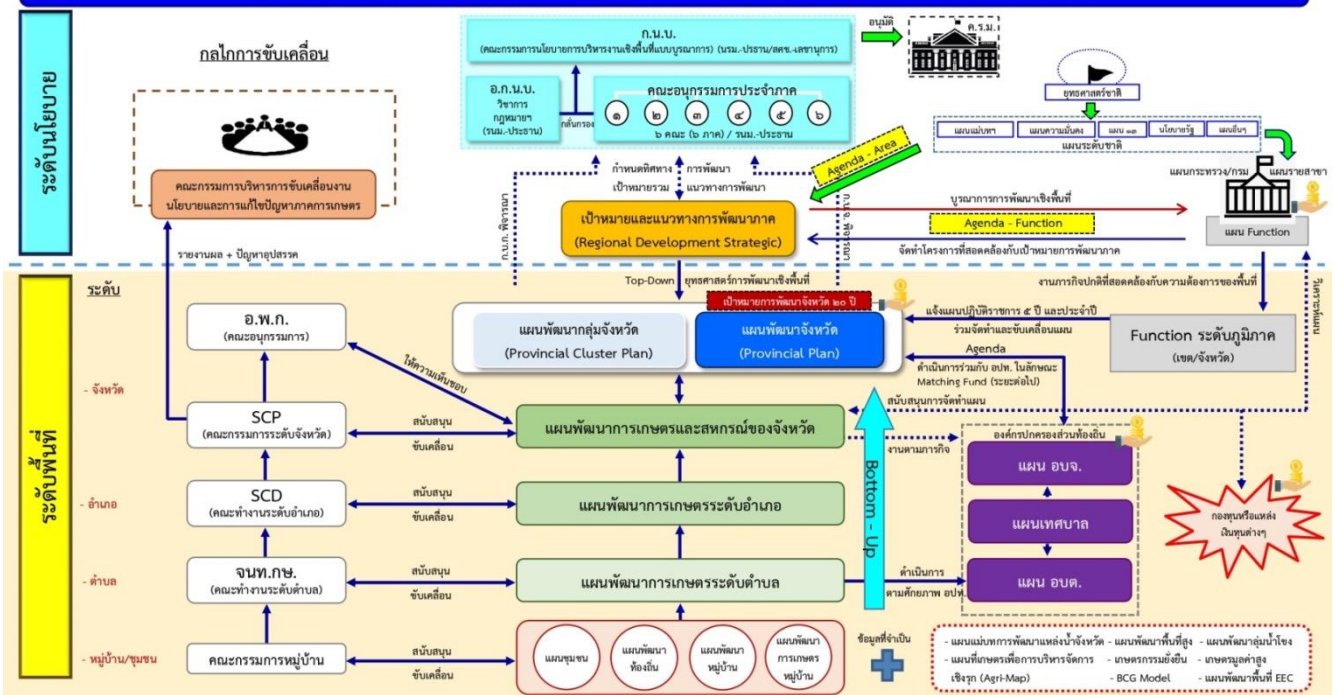 ก.น.บ.
(คณะกรรมการนโยบายการบริหารงานเชิงพื้นที่แบบบูรณาการ) (นรม.-ปรธาน/ลคช.-เลขานุการ)
อนุมัติ
ค.ร.ม.
ระดับนโยบาย
กลไกการขับเคลื่อน
อ.ก.น.บ.
วิชาการ
กฎหมายฯ
(รนม.-ประธาน)
กลั่นกรอง
คณะอนุกรรมการประจำภาค
๑ ๒ ๓ ๔ ๕ ๖
๖ คณะ (๖ ภาค) / รนม.-ประธาน
ยุทธศาสตร์ชาติ
แผนแม่บทฯ แผนความมั่นคง แผน ๑๓ นโยบายรัฐ แผนอื่นๆ
แผนระดับชาติ
คณะกรรมการบริหารการขับเคลื่อนงาน
นโยบายและการแก้ไขปัญหาภาคการเกษตร
ก.บ.ก. พิจารณา
กำหนดทิศทาง การพัฒนา
เป้าหมายรวม แนวทางการพัฒนา
ก.บ.จ. พิจารณา
Agenda - Area
แผนกระทรวง/กรม แผนรายสาขา
แผน Function
เป้าหมายและแนวทางการพัฒนาภาค
(Regional Development Strategic)
บูรณาการการพัฒนาเชิงพื้นที่
Agenda - Function
จัดทำโครงการที่สอดคล้องกับเป้าหมายการพัฒนาภาค
รายงานผล + ปัญหาอุปสรรค
Top-Down ยุทธศาสตร์การพัฒนาเชิงพื้นที่
งานภารกิจปกติที่สอดคล้องกับความต้องการของพื้นที่
วิเคราะห์แผน
ระดับพื้นที่
ระดับ
- จังหวัด
- อำเภอ
- ตำบล
- หมู่บ้าน/ชุมชน
อ.พ.ก.
(คณะอนุกรรมการ)
ให้ความเห็นชอบ
เป้าหมายการพัฒนาจังหวัด ๒๐ ปี
แผนพัฒนากลุ่มจังหวัด
(Provincial Cluster Plan)
แผนพัฒนาจังหวัด
(Provincial Plan)
แจ้งแผนปฏิบัติราชการ ๕ ปี และประจำปี
ร่วมจัดทำและขับเคลื่อนแผน
Function ระดับภูมิภาค
(เขต/จังหวัด)
Agenda
ดำเนินการร่วมกับ อปท. ในลักษณะ
Matching Fund (ระยะต่อไป)
สนับสนุนการจัดทำแผน
SCP
(คณะกรรมการระดับจังหวัด)
สนับสนุน
ขับเคลื่อน
แผนพัฒนาการเกษตรและสหกรณ์ของจังหวัด
งานตามภารกิจ
องค์กรปกครองส่วนท้องถิ่น
แผน อบจ.
แผนเทศบาล
แผน อบต.
กองทุนหรือแหล่ง
เงินทุนต่างๆ
SCD
(คณะทำงานระดับอำเภอ)
สนับสนุน
ขับเคลื่อน
แผนพัฒนาการเกษตรระดับอำเภอ
Bottom - Up
จนท.กษ.
(คณะทำงานระดับตำบล)
สนับสนุน
ขับเคลื่อน
แผนพัฒนาการเกษตรระดับตำบล
ดำเนินการ
ตามศักยภาพ อปท.
คณะกรรมการหมู่บ้าน
สนับสนุน
ขับเคลื่อน
แผนชุมชน
แผนพัฒนา
ท้องถิ่น
แผนพัฒนา
หมู่บ้าน
แผนพัฒนา
การเกษตร
หมู่บ้าน
ข้อมูลที่จำเป็น
- แผนแม่บทการพัฒนาแหล่งน้ำจังหวัด - แผนพัฒนาพื้นที่สูง - แผนพัฒนาลุ่มน้ำโขง
- แผนที่เกษตรเพื่อการบริหารจัดการ - เกษตรกรรมยั่งยืน - เกษตรมูลค่าสูง
เชิงรุก (Agri-Map) - BCG Model - แผนพัฒนาพื้นที่ EEC